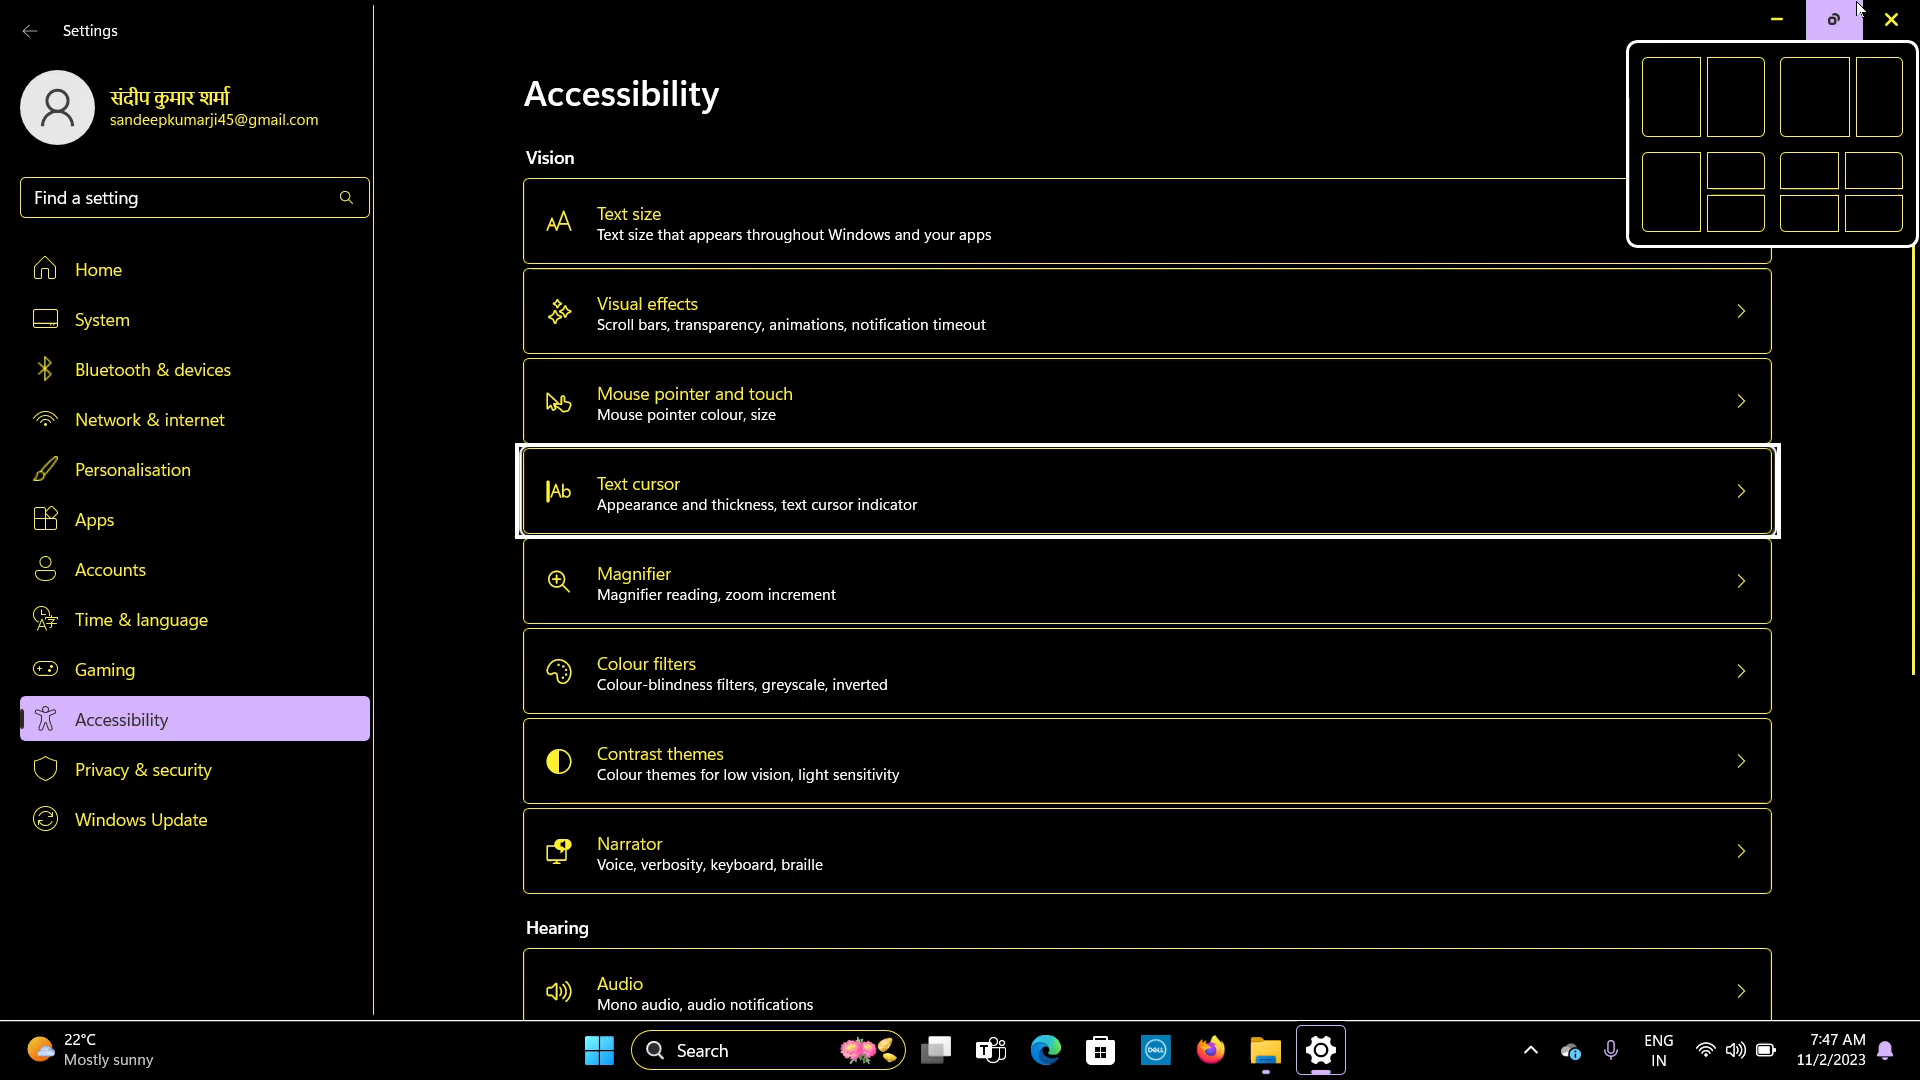 Settings
संदीप कुमार शर्मा
sandeepkumarji45@gmail.com
Find a setting
Home
System
Bluetooth & devices
Network & internet
Personalisation
Apps
Accounts
Time & language
Gaming
Accessibility
Privacy & security
Windows Update
Accessibility
Vision
Text size
Text size that appears throughout Windows and your apps
Visual effects
Scroll bars, transparency, animations, notification timeout
Mouse pointer and touch
Mouse pointer colour, size
Text cursor
Appearance and thickness, text cursor indicator
Magnifier
Magnifier reading, zoom increment
Colour filters
Colour-blindness filters, greyscale, inverted
Contrast themes
Colour themes for low vision, light sensitivity
Narrator
Voice, verbosity, keyboard, braille
Hearing
Audio
Mono audio, audio notifications
22°C
Mostly sunny
Search
DELL
ENG
IN
7:47 AM
11/2/2023